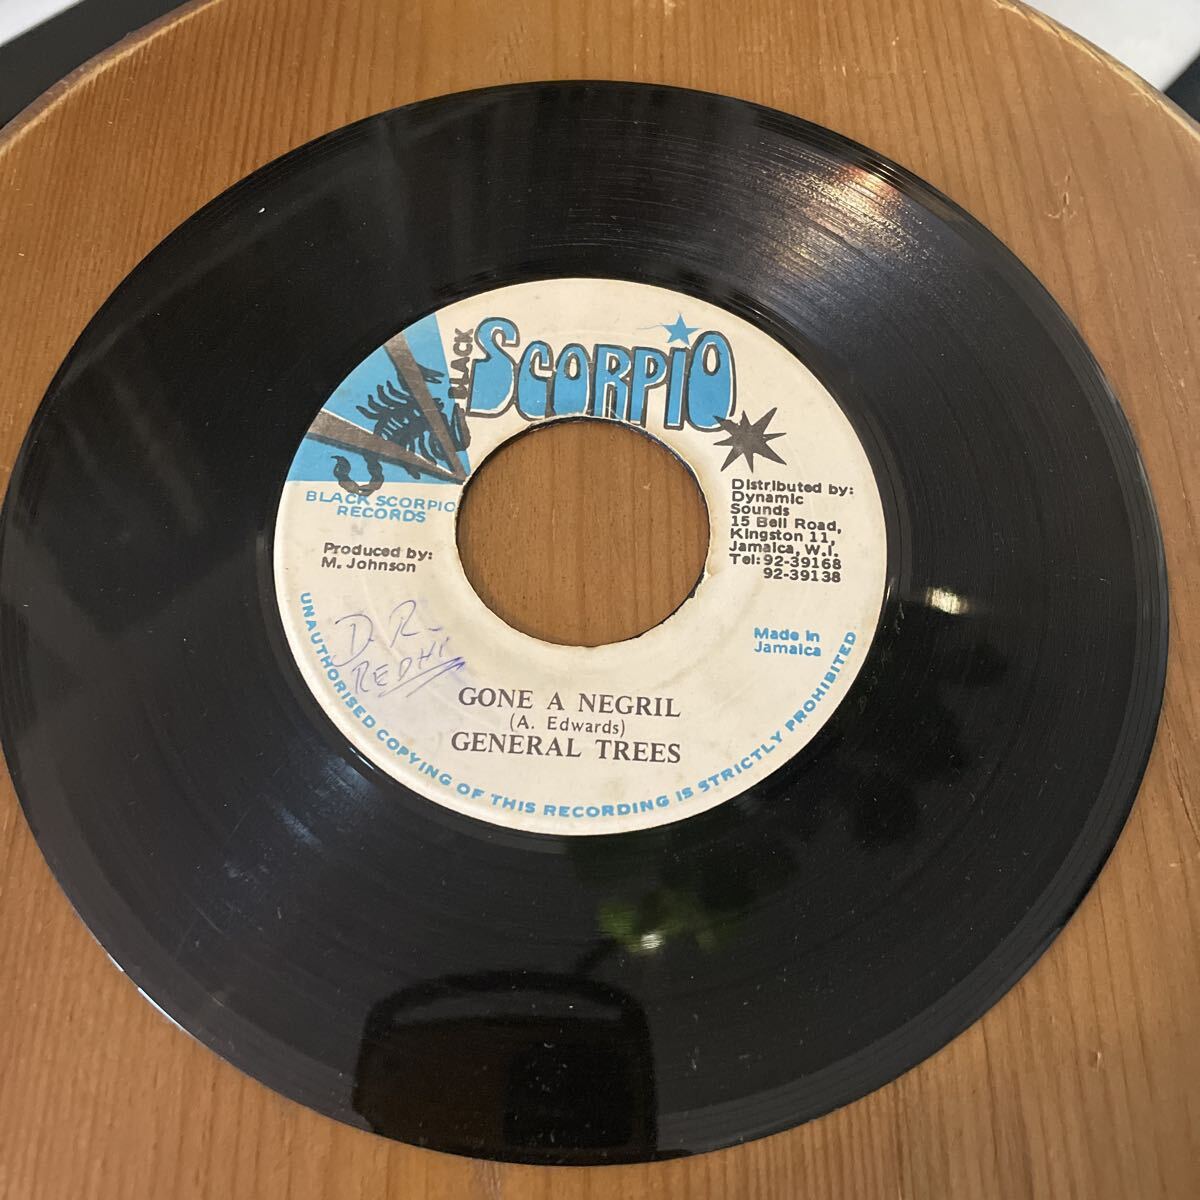 BLACK
SCORPIO
BLACK SCORPIO
RECORDS
Produced by:
M. Johnson
Distributed by:
Dynamic
Sounds
15 Bell Road,
Kingston 11,
Jamaica, W.I.
Tel: 92-39168
92-39138
Made in
Jamaica
D.R.
GONE A NEGRIL
(A. Edwards)
GENERAL TREES
UNAUTHORISED COPYING OF THIS RECORDING IS STRICTLY PROHIBITED